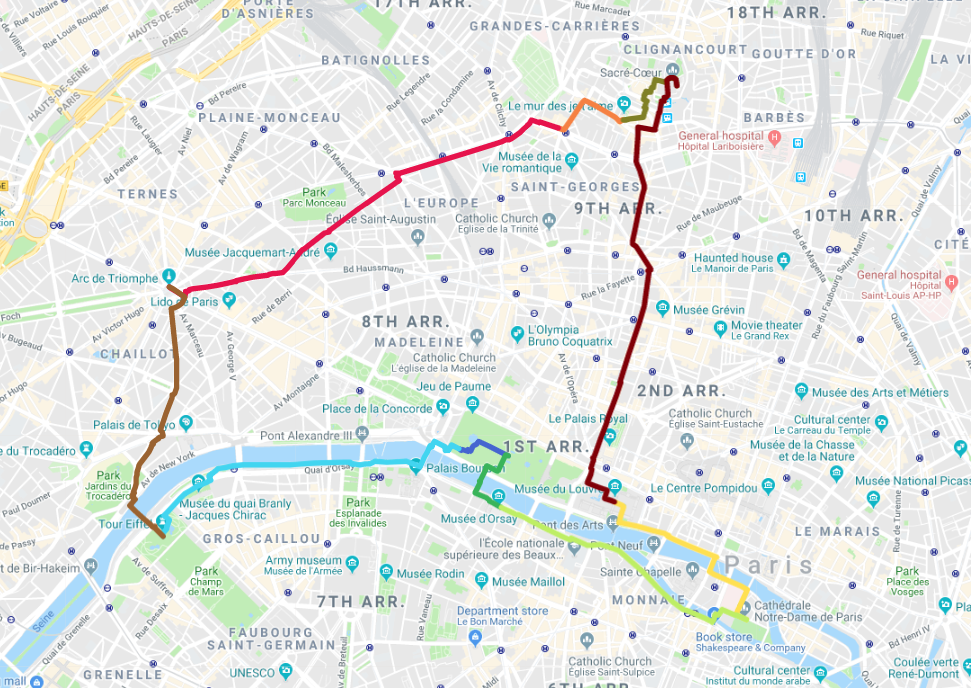 PORTE
D'ASNIÈRES
17TH ARR.
Rue Marcadet
18TH ARR.
Rue Voltaire
Rue Louis Rouquier
HAUTS-DE-SEINE
PARIS
GRANDES-CARRIÈRES
CLIGNANCOURT
GOUTTE D'OR
Rue Riquet
LA VI
BATIGNOLLES
Sacré-Cœur
HAUTS-DE-SEINE
PARIS
Bd Pereire
Rue Legendre
Rue la Condamine
Av. de Clichy
Le mur des je t'aime
PLAINE-MONCEAU
Rue Laugier
Av. Niel
Av. de Wagram
Bd Malesherbes
BARBÈS
General hospital
Hôpital Lariboisière
Bd Pereire
Musée de la
Vie romantique
Quai de Valmy
TERNES
Park
Parc Monceau
L'EUROPE
SAINT-GEORGES
9TH ARR.
Rue de Maubeuge
10TH ARR.
Église Saint-Augustin
Catholic Church
Église de la Trinité
Bd de Magenta
Rue du Faubourg Saint-Martin
CITÉ
Musée Jacquemart-André
Haunted house
Le Manoir de Paris
Arc de Triomphe
Bd Haussmann
Rue la Fayette
General hospital
Hôpital
Saint-Louis AP-HP
Lido de Paris
Rue de Berri
Foch
Av. Victor Hugo
Av Marceau
Musée Grévin
8TH ARR.
MADELEINE
L'Olympia
Bruno Coquatrix
Movie theater
Le Grand Rex
Quai de Valmy
Av Bugeaud
CHAILLOT
Av. George V
Catholic Church
L'église de la Madeleine
Av. de l'Opéra
Av Montaigne
Jeu de Paume
2ND ARR.
Musée des Arts et Métiers
Place de la Concorde
Le Palais Royal
Catholic Church
Église Saint-Eustache
Cultural center
Le Carreau du Temple
Palais de Tokyo
Pont Alexandre III
1ST ARR.
Musée de la Chasse
et de la Nature
e du Trocadéro
Av de New York
Quai d'Orsay
Palais Bourbon
Park
Jardins du
Trocadéro
Musée du Louvre
Le Centre Pompidou
Musée National Picass
Paul Doumer
Musée du quai Branly
- Jacques Chirac
Park
Esplanade
des Invalides
Musée d'Orsay
Pont des Arts
Rue de Turenne
Tour Eiffel
GROS-CAILLOU
l'École nationale
supérieure des Beaux...
Pont Neuf
LE MARAIS
de Passy
t de Bir-Hakeim
Av. de Suffren
Army museum
Musée de l'Armée
Musée Rodin
Musée Maillol
Sainte Chapelle
Paris
Park
Champ
de Mars
Park
Place des
Vosges
7TH ARR.
Rue Vaneau
Department store
Le Bon Marché
MONNAIE
Cathédrale
Notre-Dame de Paris
Pla
Seine
Quai de Grenelle
Rue Desaix
FAUBOURG
SAINT-GERMAIN
Book store
Shakespeare & Company
Bd Henri IV
GRENELLE
UNESCO
Catholic Church
Église Saint-Sulpice
Cultural center
Institut du monde arabe
Coulée verte
René-Dumont
mall
6TH ARR.